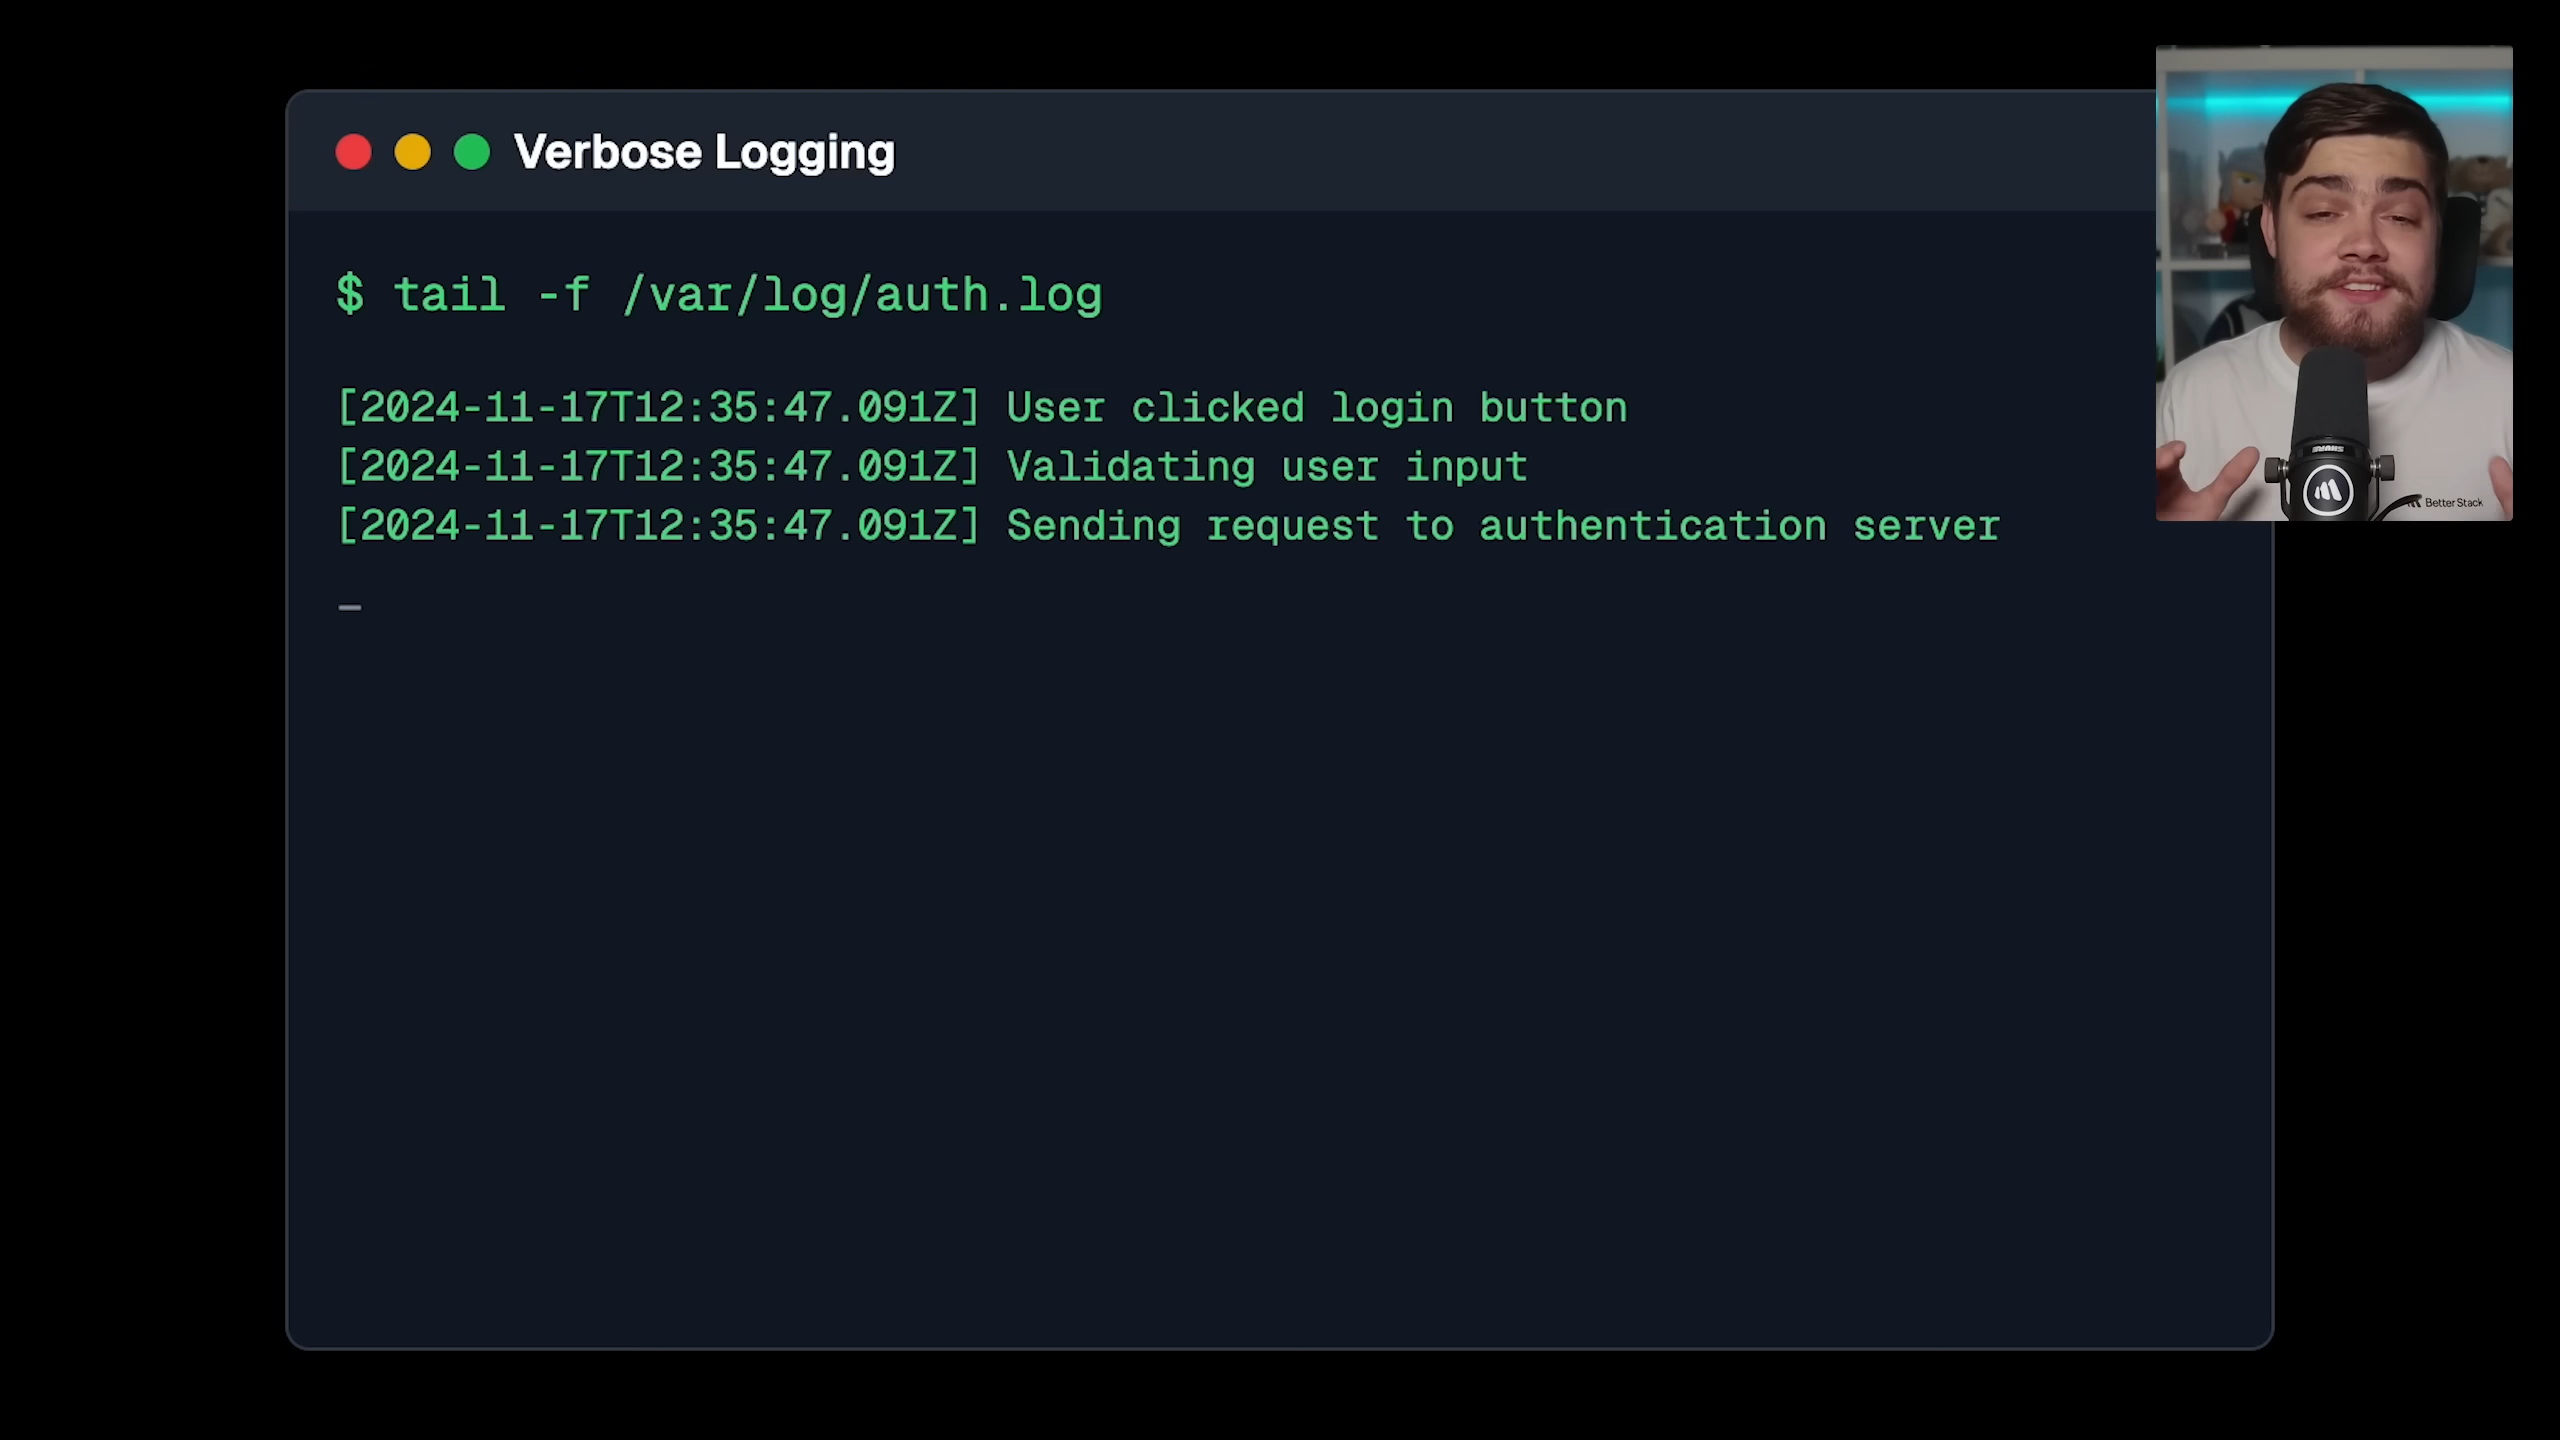 Verbose Logging
$ tail -f /var/log/auth.log
[2024-11-17T12:35:47.091Z] User clicked login button
[2024-11-17T12:35:47.091Z] Validating user input
[2024-11-17T12:35:47.091Z] Sending request to authentication server
_
SHURE
Better Stack